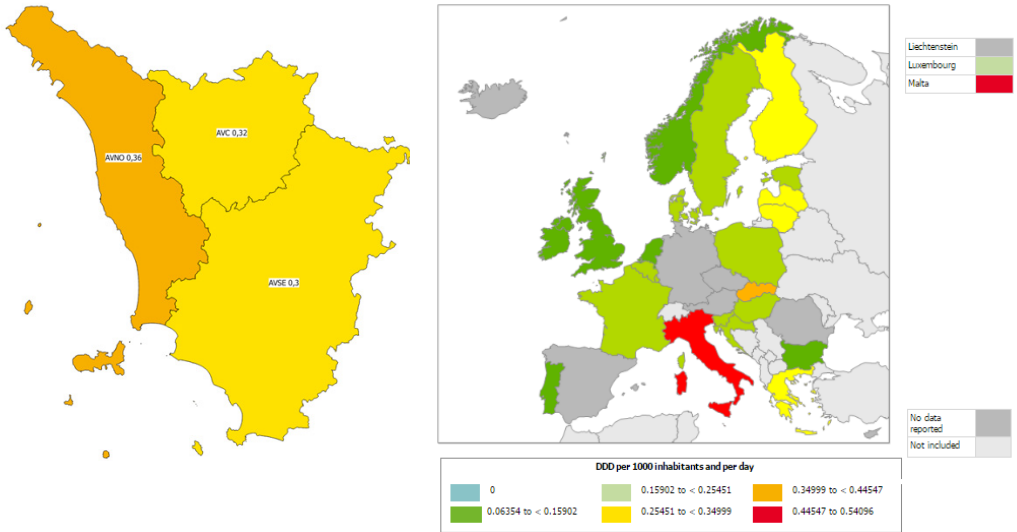 AVC 0,32
AVNO 0,36
AVSE 0,3
Liechtenstein
Luxembourg
Malta
No data
reported
Not included
DDD per 1000 inhabitants and per day
0
0.15902 to < 0.25451
0.34999 to < 0.44547
0.06354 to < 0.15902
0.25451 to < 0.34999
0.44547 to 0.54096